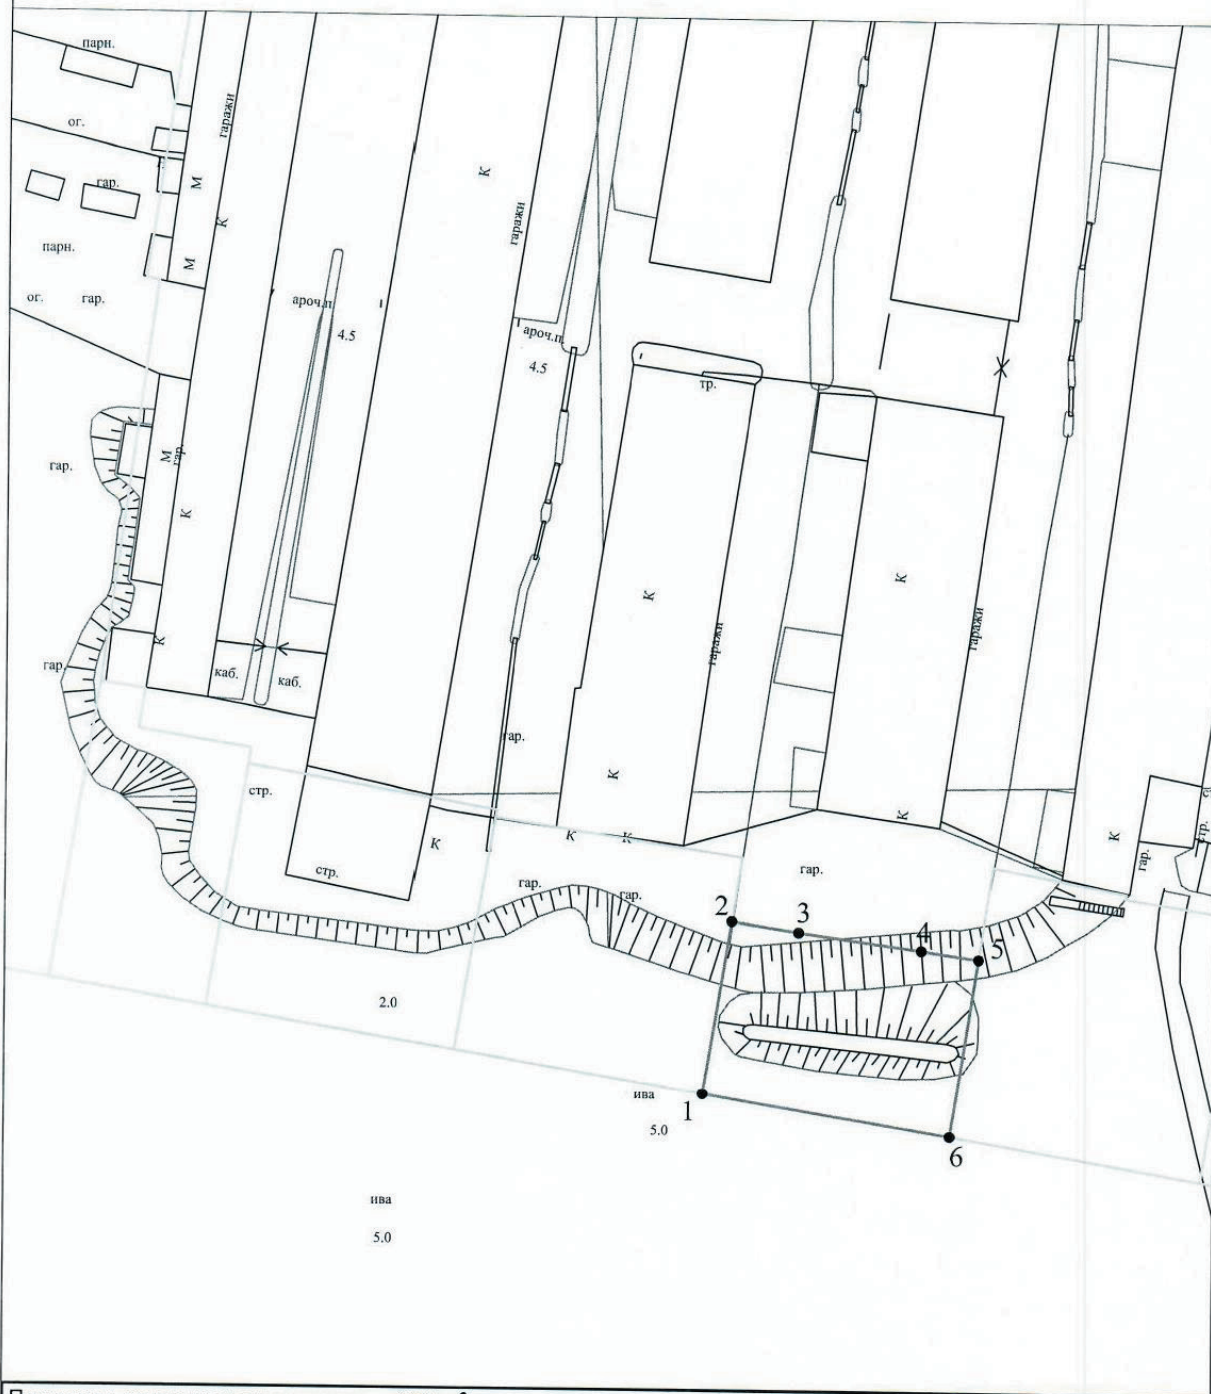 парн.
гаражи
ог.
К
М
гар.
К
гаражи
парн.
М
ог.
гар.
ароч.п.
4.5
ароч.п.
4.5
тр.
М
гар.
гар.
К
К
К
гаражи
гаражи
К
гар.
каб.
каб.
гар.
К
стр.
К
К
К
К
К
стр.
гар.
стр.
гар.
гар.
гар.
2
3
4
5
2.0
ива
1
5.0
6
ива
5.0